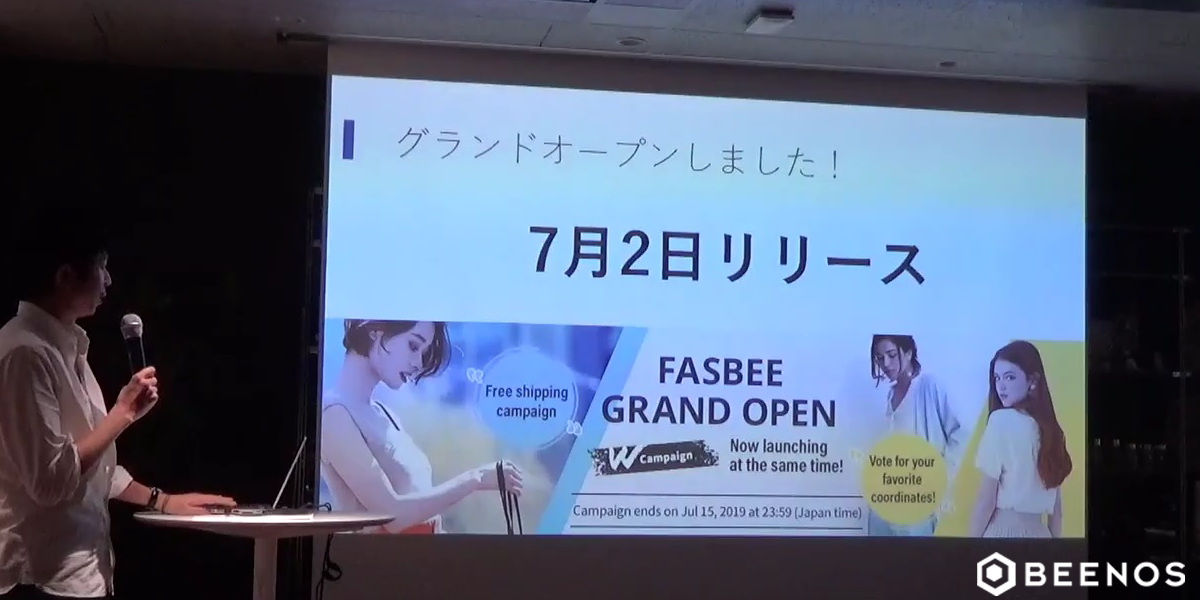 グランドオープンしました！
7月2日リリース
Free shipping
campaign
FASBEE
GRAND OPEN
W Campaign
Now launching
at the same time!
Vote for your
favorite
coordinates!
Campaign ends on Jul 15, 2019 at 23:59 (Japan time)
BEENOS